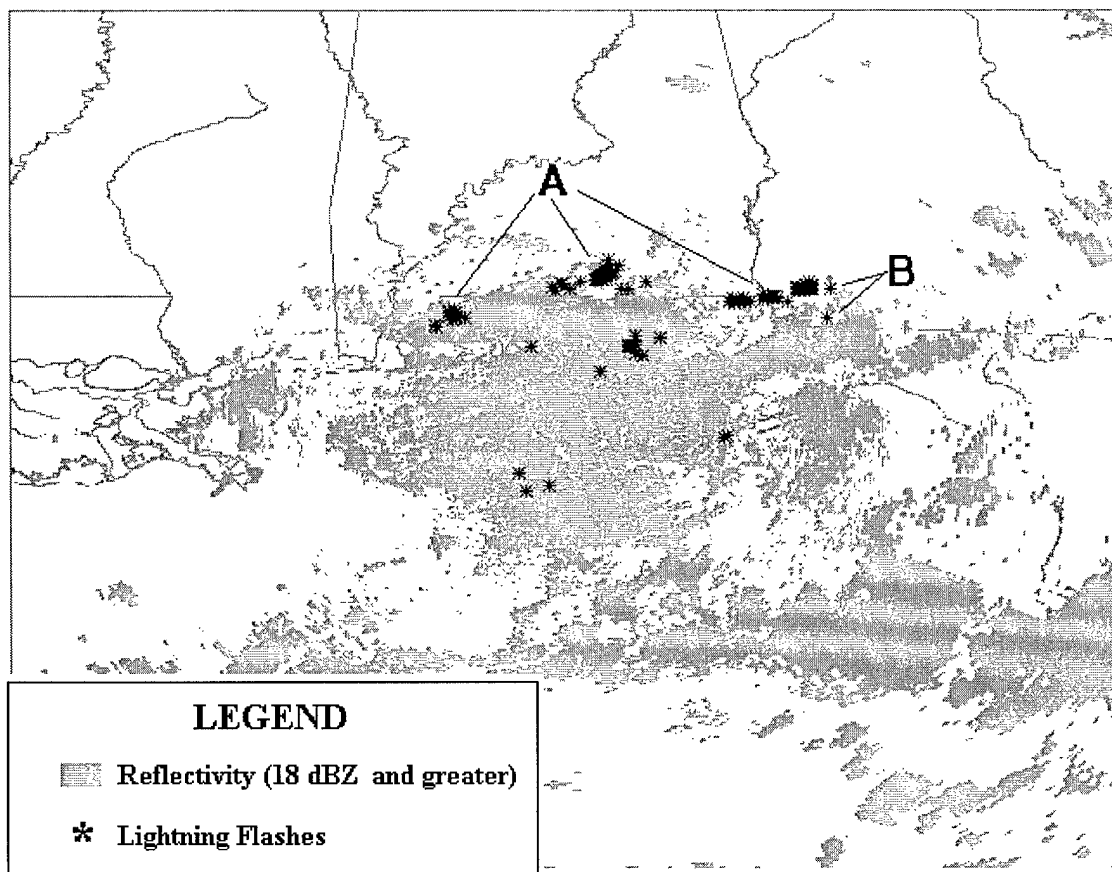 A
B
LEGEND
Reflectivity (18 dBZ and greater)
* Lightning Flashes